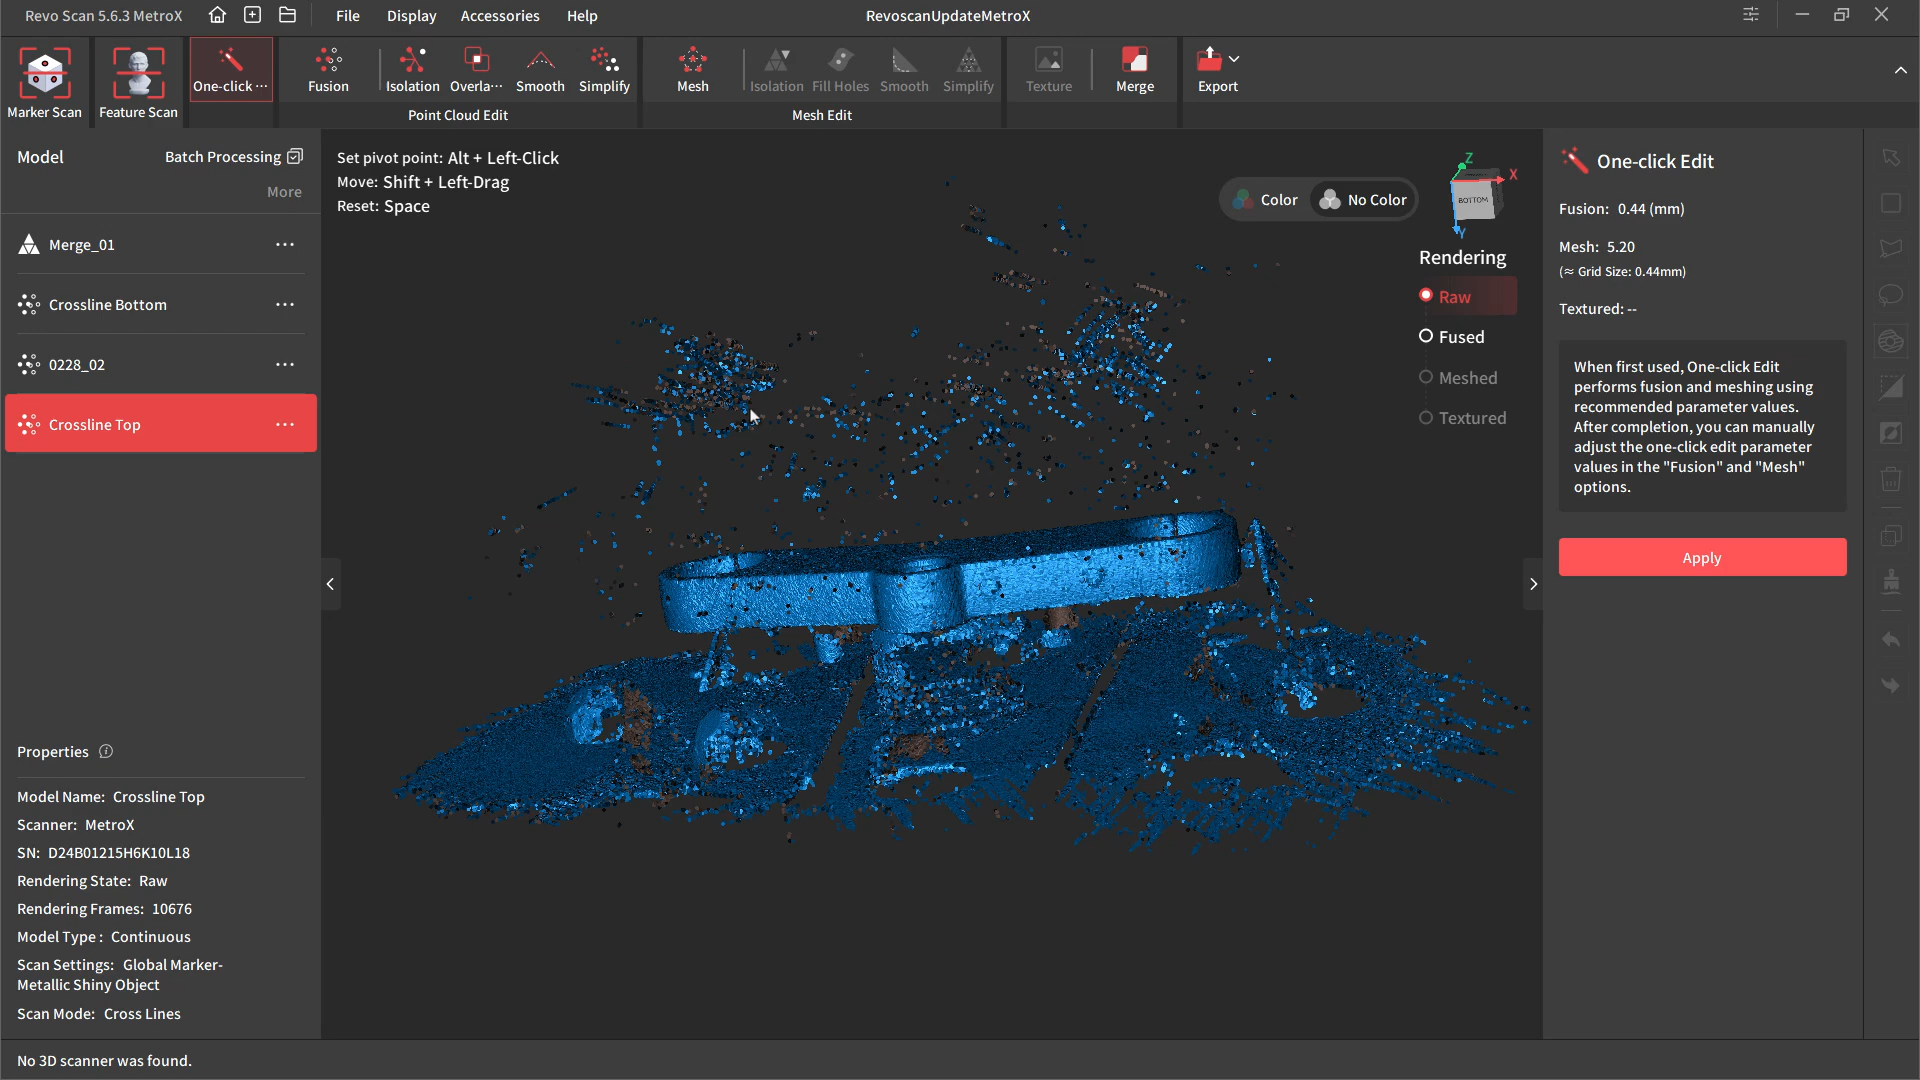 Revo Scan 5.6.3 MetroX
File
Display
Accessories
Help
RevoscanUpdateMetroX
Marker Scan
Feature Scan
One-click ···
Fusion
Isolation
Overla···
Smooth
Simplify
Point Cloud Edit
Mesh
Isolation
Fill Holes
Smooth
Simplify
Mesh Edit
Texture
Merge
Export
Model
Batch Processing
More
Merge_01
Crossline Bottom
0228_02
Crossline Top
Properties
Model Name: Crossline Top
Scanner: MetroX
SN: D24B01215H6K10L18
Rendering State: Raw
Rendering Frames: 10676
Model Type : Continuous
Scan Settings: Global Marker-
Metallic Shiny Object
Scan Mode: Cross Lines
No 3D scanner was found.
Set pivot point: Alt + Left-Click
Move: Shift + Left-Drag
Reset: Space
Color
No Color
Z
X
BOTTOM
Y
Rendering
Raw
Fused
Meshed
Textured
One-click Edit
Fusion: 0.44 (mm)
Mesh: 5.20
(≈ Grid Size: 0.44mm)
Textured: --
When first used, One-click Edit
performs fusion and meshing using
recommended parameter values.
After completion, you can manually
adjust the one-click edit parameter
values in the "Fusion" and "Mesh"
options.
Apply